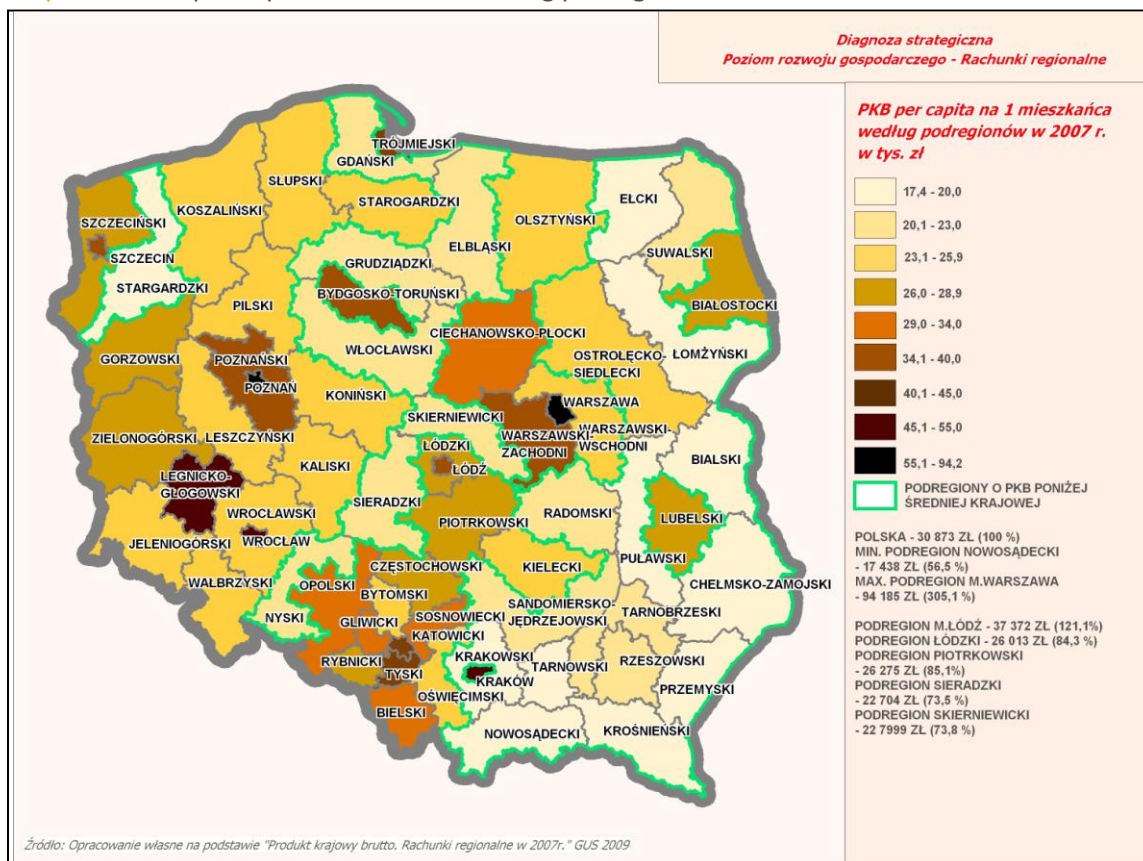 Diagnoza strategiczna
Poziom rozwoju gospodarczego - Rachunki regionalne
PKB per capita na 1 mieszkańca
według podregionów w 2007 r.
w tys. zł
17,4 - 20,0
20,1 - 23,0
23,1 - 25,9
26,0 - 28,9
29,0 - 34,0
34,1 - 40,0
40,1 - 45,0
45,1 - 55,0
55,1 - 94,2
PODREGIONY O PKB PONIŻEJ
ŚREDNIEJ KRAJOWEJ
POLSKA - 30 873 ZŁ (100 %)
MIN. PODREGION NOWOSĄDECKI
- 17 438 ZŁ (56,5 %)
MAX. PODREGION M.WARSZAWA
- 94 185 ZŁ (305,1 %)
PODREGION M.ŁÓDŹ - 37 372 ZŁ (121,1%)
PODREGION ŁÓDZKI - 26 013 ZŁ (84,3 %)
PODREGION PIOTRKOWSKI
- 26 275 ZŁ (85,1%)
PODREGION SIERADZKI
- 22 704 ZŁ (73,5 %)
PODREGION SKIERNIEWICKI
- 22 7999 ZŁ (73,8 %)
TRÓJMIEJSKI
GDAŃSKI
SŁUPSKI
EŁCKI
STAROGARDZKI
OLSZTYŃSKI
KOSZALIŃSKI
SZCZECIŃSKI
ELBLĄSKI
SUWALSKI
SZCZECIN
GRUDZIĄDZKI
STARGARDZKI
BYDGOSKO-TORUŃSKI
BIAŁOSTOCKI
PILSKI
CIECHANOWSKO-PŁOCKI
WŁOCŁAWSKI
ŁOMŻYŃSKI
GORZOWSKI
POZNAŃSKI
OSTROŁĘCKO-
SIEDLECKI
POZNAŃ
KONIŃSKI
WARSZAWA
SKIERNIEWICKI
WARSZAWSKI-
WSCHODNI
WARSZAWSKI-
ZACHODNI
ZIELONOGÓRSKI
LESZCZYŃSKI
ŁÓDZKI
ŁÓDŹ
BIALSKI
KALISKI
LEGNICKO-
GŁOGOWSKI
SIERADZKI
WROCŁAWSKI
RADOMSKI
LUBELSKI
PIOTRKOWSKI
JELENIOGÓRSKI
WROCŁAW
PUŁAWSKI
CZĘSTOCHOWSKI
KIELECKI
WAŁBRZYSKI
OPOLSKI
CHEŁMSKO-ZAMOJSKI
BYTOMSKI
SANDOMIERSKO-
JĘDRZEJOWSKI
TARNOBRZESKI
NYSKI
GLIWICKI
SOSNOWIECKI
KATOWICKI
RYBNICKI
TYSKI
KRAKOWSKI
KRAKÓW
TARNOWSKI
RZESZOWSKI
PRZEMYSKI
OŚWIĘCIMSKI
BIELSKI
NOWOSĄDECKI
KROŚNIEŃSKI
Źródło: Opracowanie własne na podstawie "Produkt krajowy brutto. Rachunki regionalne w 2007r." GUS 2009